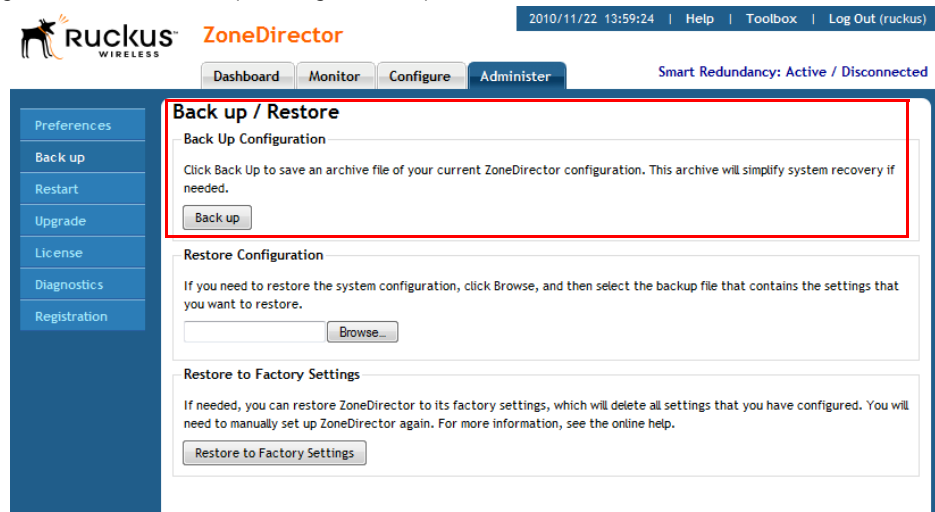 2010/11/22 13:59:24 | Help | Toolbox | Log Out (ruckus)
Ruckus™ ZoneDirector
WIRELESS
Dashboard Monitor Configure Administer Smart Redundancy: Active / Disconnected
Preferences
Back up
Restart
Upgrade
License
Diagnostics
Registration
Back up / Restore
Back Up Configuration
Click Back Up to save an archive file of your current ZoneDirector configuration. This archive will simplify system recovery if
needed.
Back up
Restore Configuration
If you need to restore the system configuration, click Browse, and then select the backup file that contains the settings that
you want to restore.
Browse...
Restore to Factory Settings
If needed, you can restore ZoneDirector to its factory settings, which will delete all settings that you have configured. You will
need to manually set up ZoneDirector again. For more information, see the online help.
Restore to Factory Settings